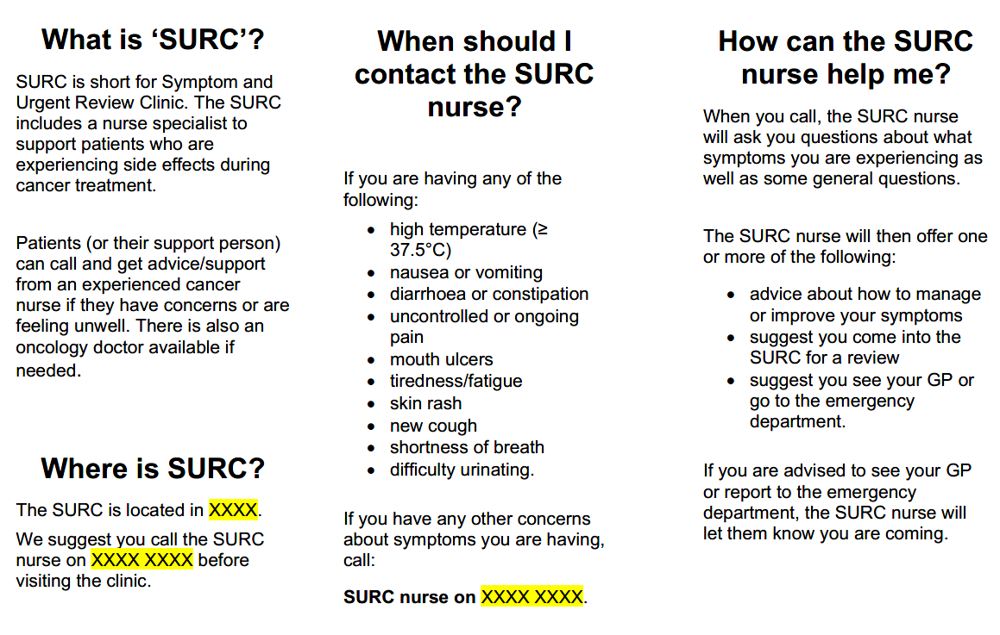 What is ‘SURC’?
SURC is short for Symptom and
Urgent Review Clinic. The SURC
includes a nurse specialist to
support patients who are
experiencing side effects during
cancer treatment.
Patients (or their support person)
can call and get advice/support
from an experienced cancer
nurse if they have concerns or are
feeling unwell. There is also an
oncology doctor available if
needed.
Where is SURC?
The SURC is located in XXXX.
We suggest you call the SURC
nurse on XXXX XXXX before
visiting the clinic.
When should I
contact the SURC
nurse?
If you are having any of the
following:
• high temperature (≥
37.5°C)
• nausea or vomiting
• diarrhoea or constipation
• uncontrolled or ongoing
pain
• mouth ulcers
• tiredness/fatigue
• skin rash
• new cough
• shortness of breath
• difficulty urinating.
If you have any other concerns
about symptoms you are having,
call:
SURC nurse on XXXX XXXX.
How can the SURC
nurse help me?
When you call, the SURC nurse
will ask you questions about what
symptoms you are experiencing as
well as some general questions.
The SURC nurse will then offer one
or more of the following:
• advice about how to manage
or improve your symptoms
• suggest you come into the
SURC for a review
• suggest you see your GP or
go to the emergency
department.
If you are advised to see your GP
or report to the emergency
department, the SURC nurse will
let them know you are coming.